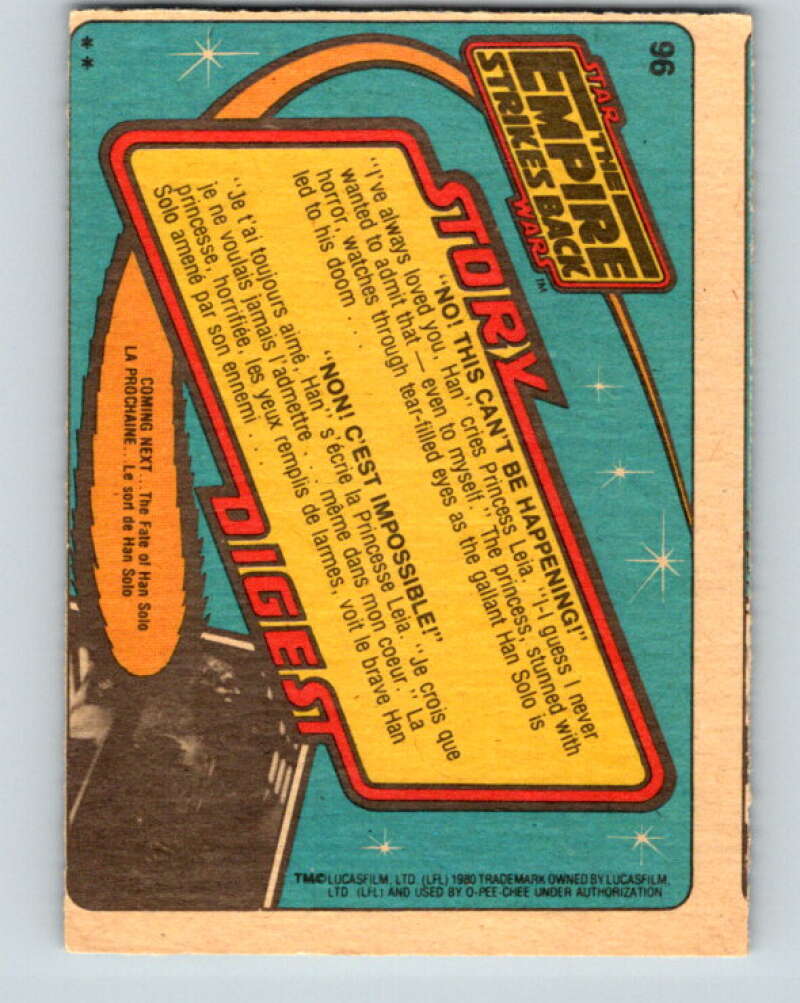 96
STAR
THE
EMPIRE
STRIKES BACK
WARS™
STORY
"NO! THIS CAN'T BE HAPPENING!"
"I've always loved you, Han" cries Princess Leia. "I-I guess I never
wanted to admit that — even to myself." The princess, stunned with
horror, watches through tear-filled eyes as the gallant Han Solo is
led to his doom . . .
"NON! C'EST IMPOSSIBLE!"
"Je t'ai toujours aimé, Han" s'écrie la Princesse Leia. "Je crois que
je ne voulais jamais l'admettre . . . même dans mon coeur." La
princesse, horrifiée, les yeux remplis de larmes, voit le brave Han
Solo amené par son ennemi . . .
DIGEST
COMING NEXT . . . The Fate of Han Solo
LA PROCHAINE . . . Le sort de Han Solo
TM© LUCASFILM, LTD. (LFL) 1980 TRADEMARK OWNED BY LUCASFILM,
LTD. (LFL) AND USED BY O-PEE-CHEE UNDER AUTHORIZATION
**